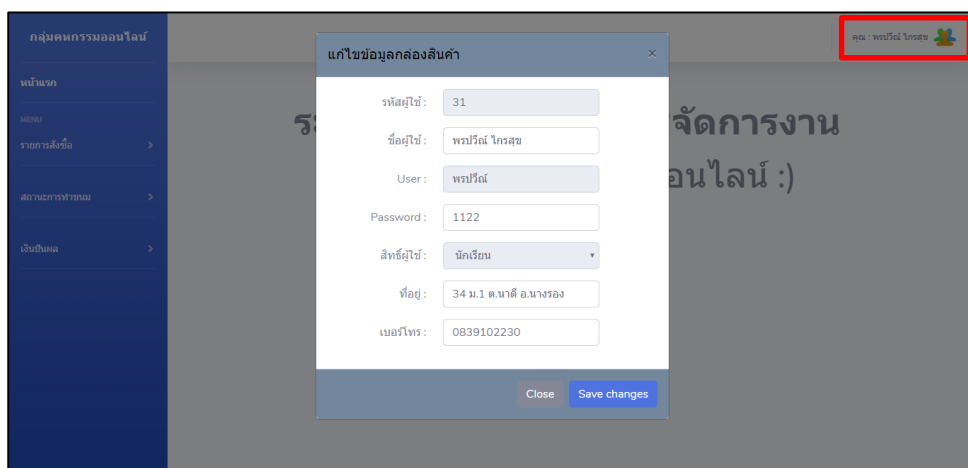 กลุ่มคหกรรมออนไลน์
คุณ : พรปวีณ์ ไกรสุข
หน้าแรก
MENU
รายการสั่งซื้อ
สถานะการทำขนม
เงินปันผล
จัดการงาน
อนไลน์ :)
แก้ไขข้อมูลกล่องสินค้า
×
รหัสผู้ใช้ : 31
ชื่อผู้ใช้ : พรปวีณ์ ไกรสุข
User : พรปวีณ์
Password : 1122
สิทธิ์ผู้ใช้ : นักเรียน
ที่อยู่ : 34 ม.1 ต.นาดี อ.นางรอง
เบอร์โทร : 0839102230
Close Save changes